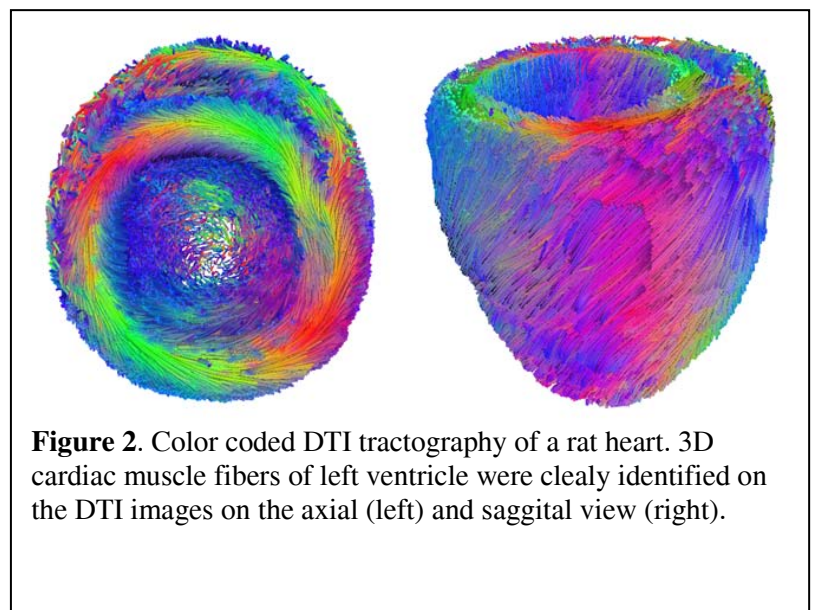 Figure 2. Color coded DTI tractography of a rat heart. 3D
cardiac muscle fibers of left ventricle were clealy identified on
the DTI images on the axial (left) and saggital view (right).